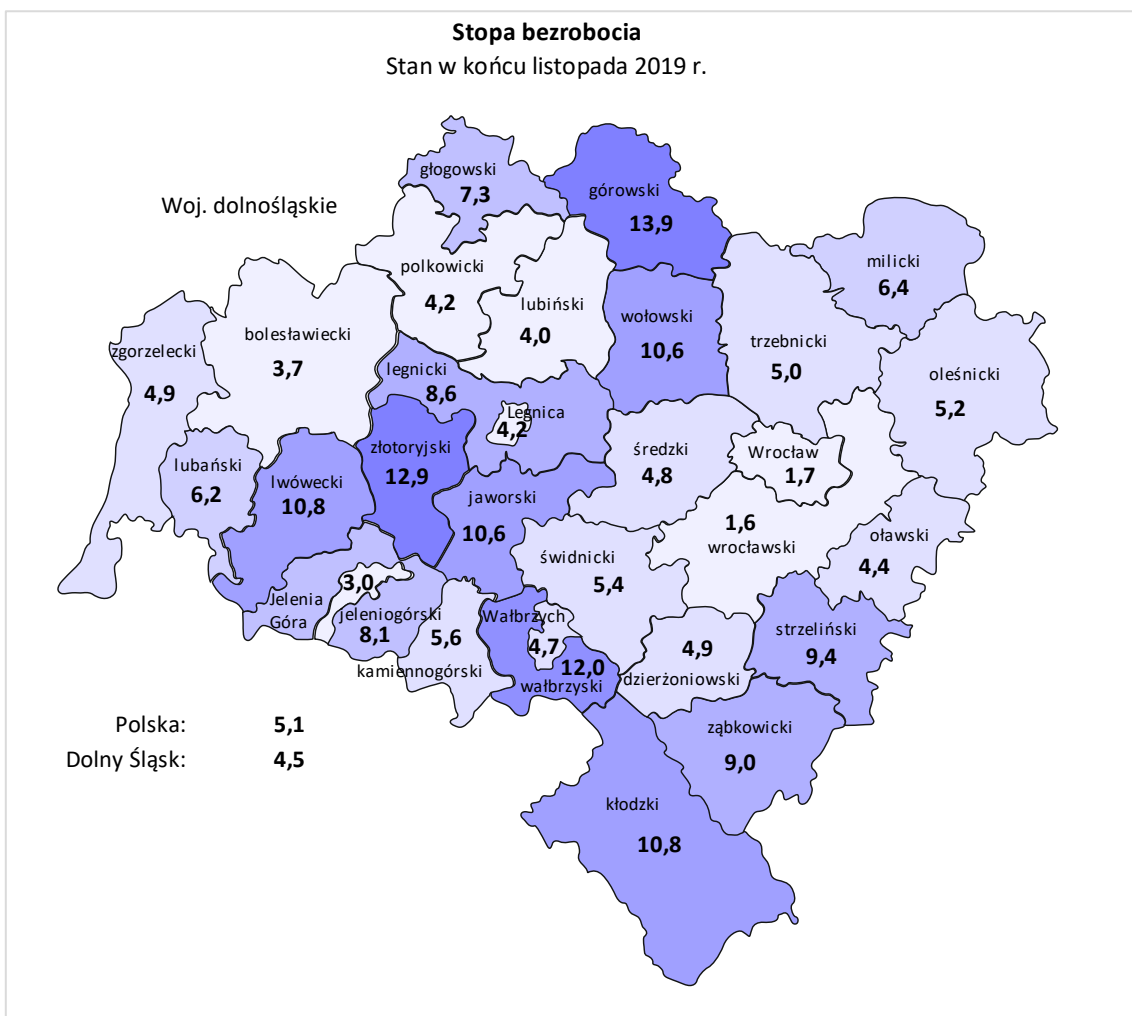 Stopa bezrobocia
Stan w końcu listopada 2019 r.
Woj. dolnośląskie
głogowski
7,3
górowski
13,9
milicki
6,4
polkowicki
4,2
lubiński
4,0
wołowski
10,6
trzebnicki
5,0
oleśnicki
5,2
bolesławiecki
3,7
zgorzelecki
4,9
legnicki
8,6
Legnica
4,2
złotoryjski
12,9
lubański
6,2
lwówecki
10,8
jaworski
10,6
średzki
4,8
Wrocław
1,7
1,6
wrocławski
oławski
4,4
świdnicki
5,4
3,0
Jelenia
Góra
jeleniogórski
8,1
5,6
kamiennogórski
Wałbrzych
4,7
12,0
wałbrzyski
4,9
dzierżoniowski
strzeliński
9,4
ząbkowicki
9,0
kłodzki
10,8
Polska: 5,1
Dolny Śląsk: 4,5